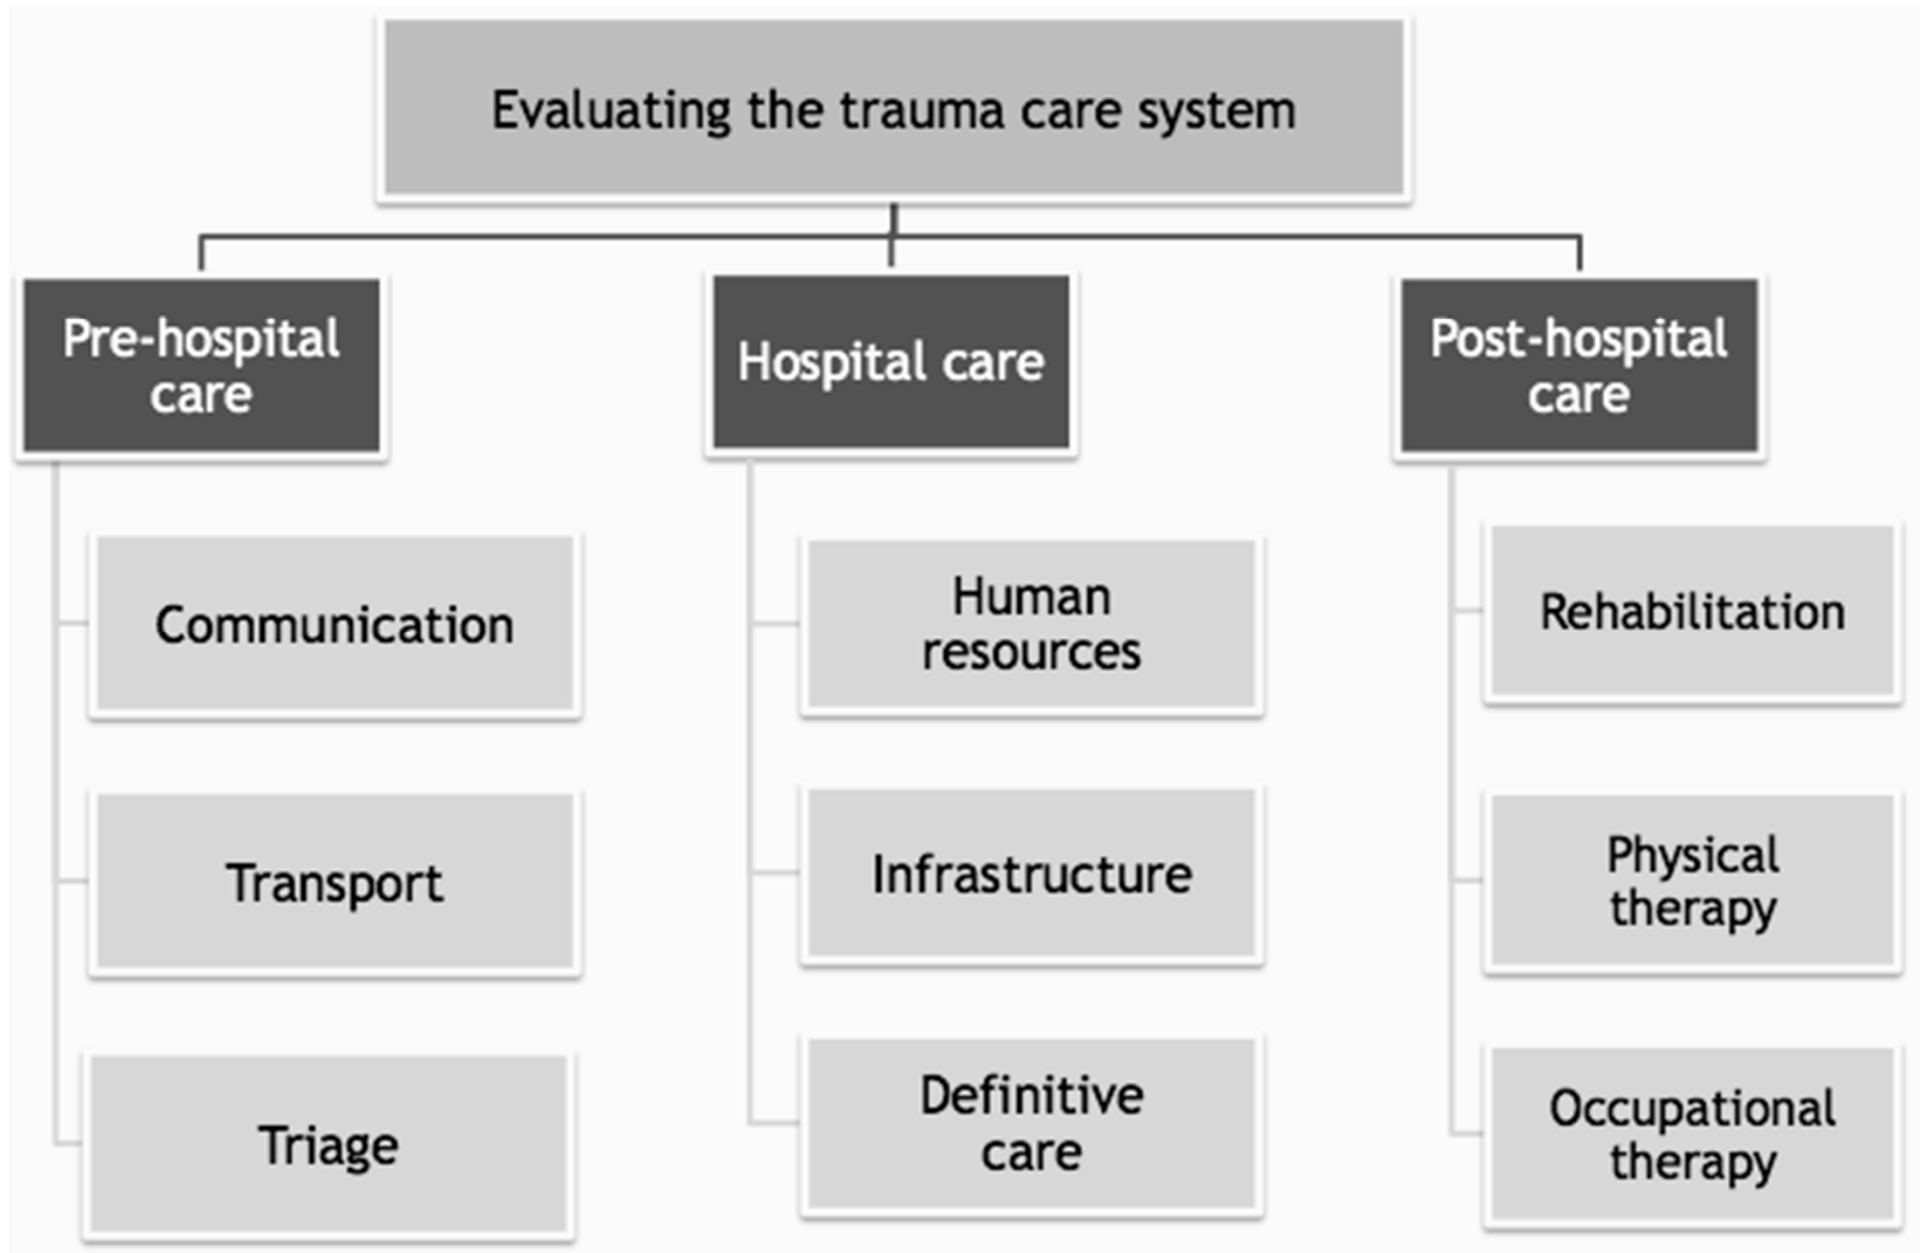 Evaluating the trauma care system
Pre-hospital
care
Hospital care
Post-hospital
care
Communication
Transport
Triage
Human
resources
Infrastructure
Definitive
care
Rehabilitation
Physical
therapy
Occupational
therapy